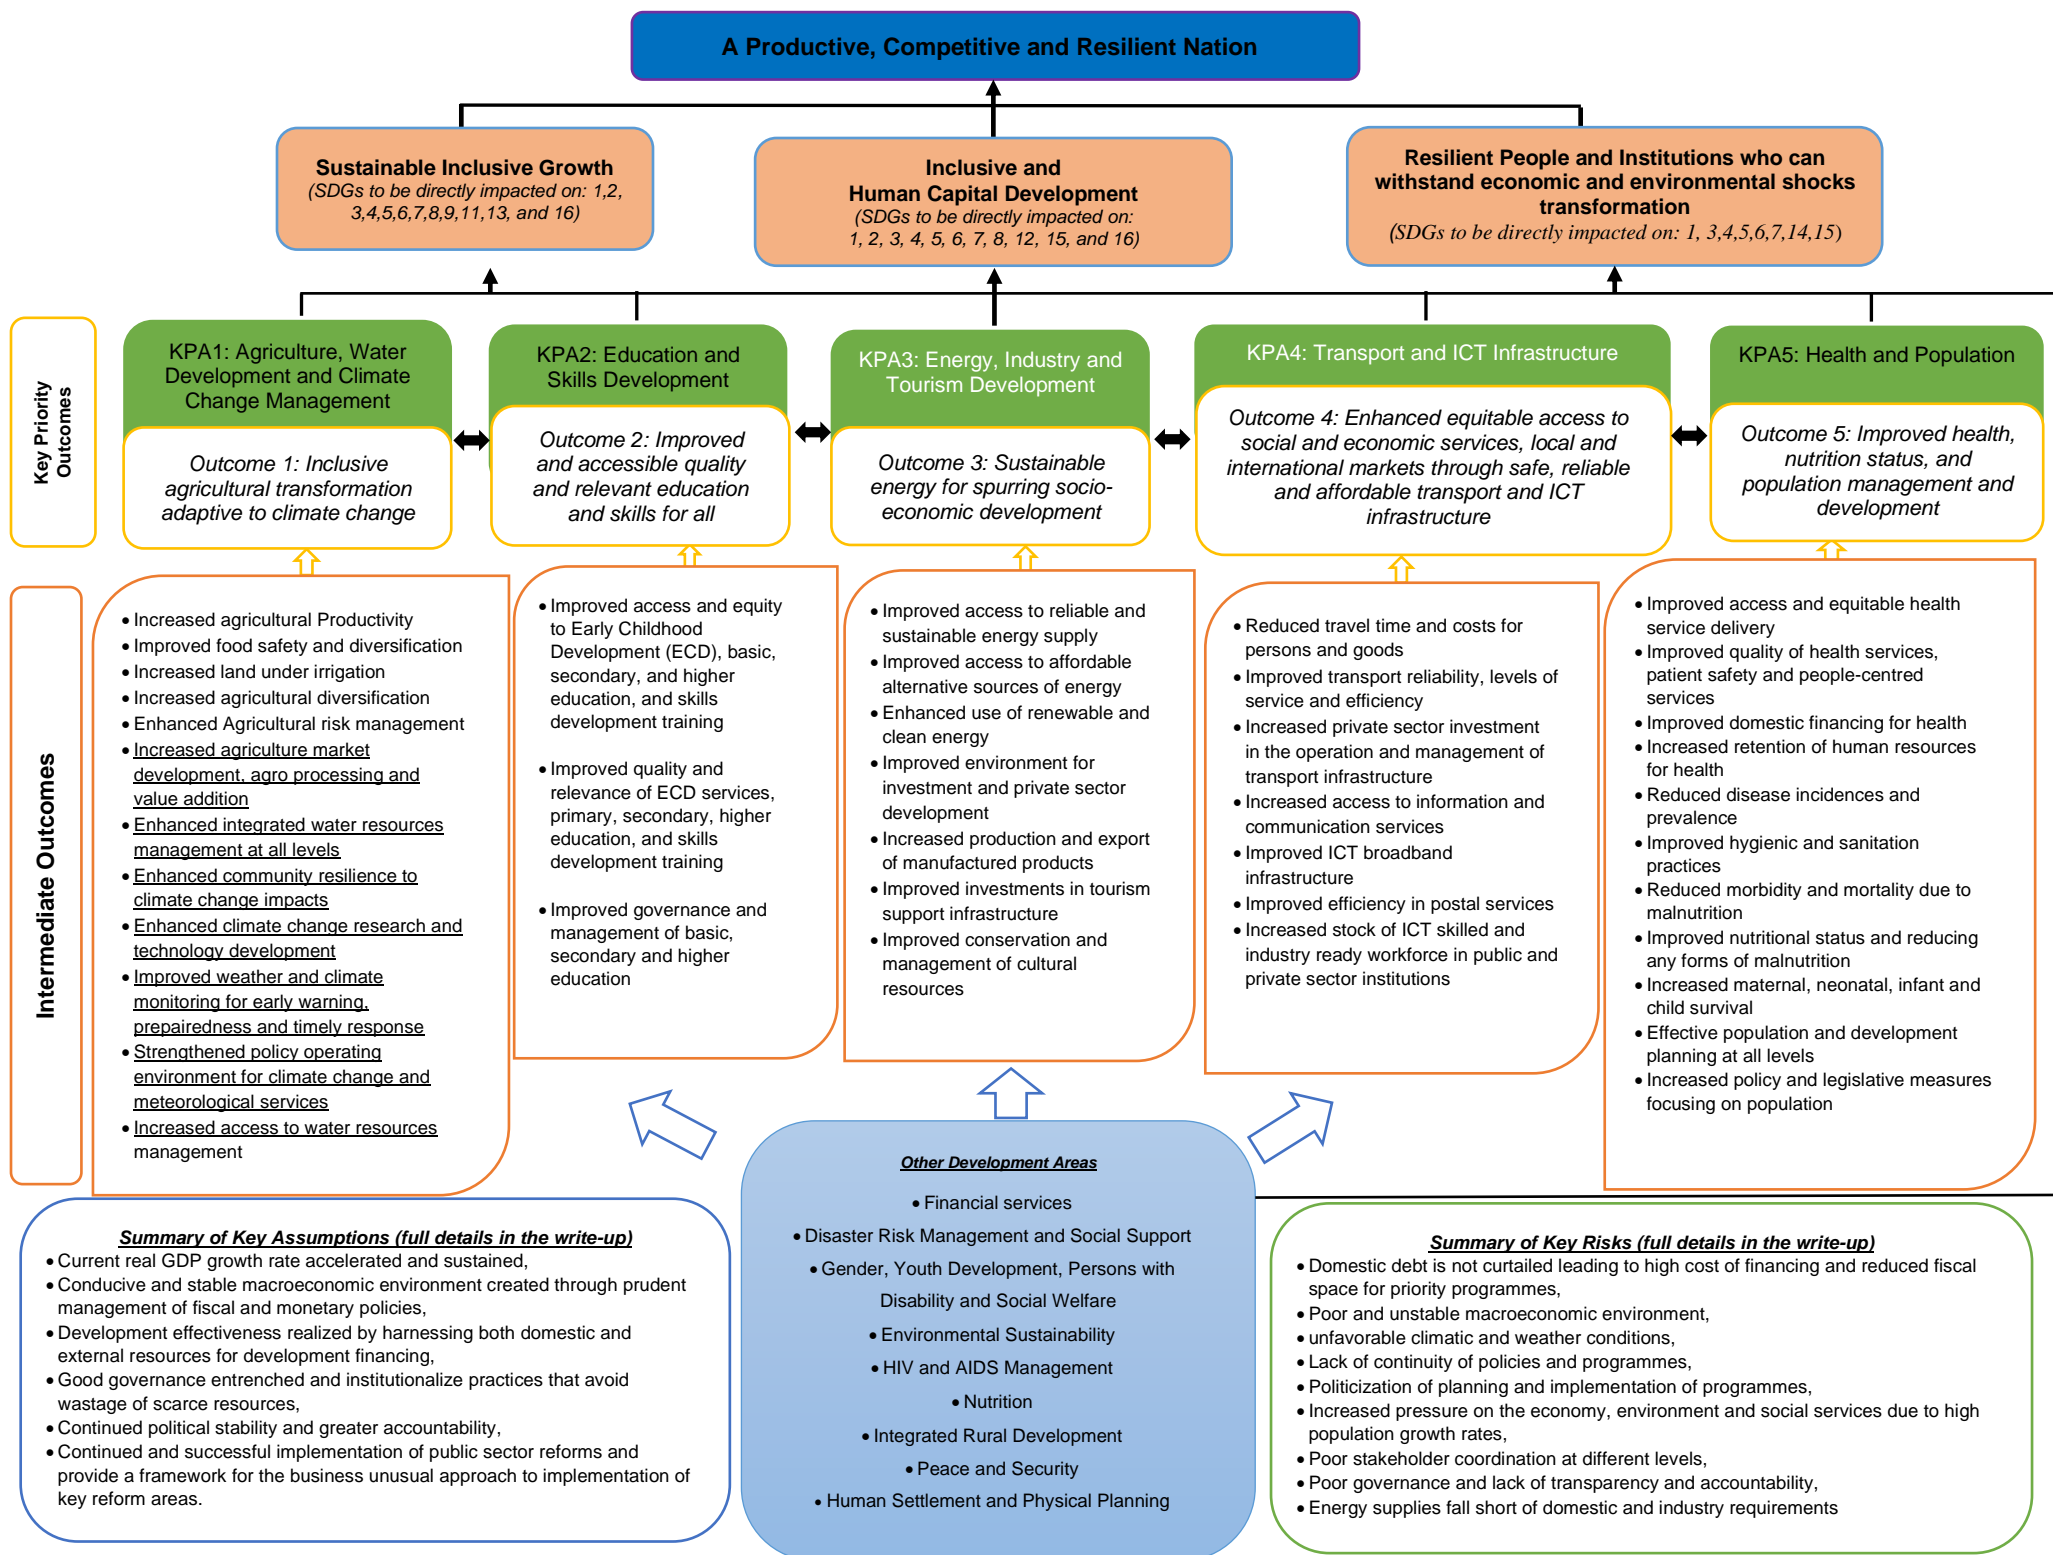 A Productive, Competitive and Resilient Nation
Sustainable Inclusive Growth
(SDGs to be directly impacted on: 1,2,
3,4,5,6,7,8,9,11,13, and 16)
Inclusive and
Human Capital Development
(SDGs to be directly impacted on:
1, 2, 3, 4, 5, 6, 7, 8, 12, 15, and 16)
Resilient People and Institutions who can
withstand economic and environmental shocks
transformation
(SDGs to be directly impacted on: 1, 3,4,5,6,7,14,15)
Key Priority
Outcomes
KPA1: Agriculture, Water
Development and Climate
Change Management
Outcome 1: Inclusive
agricultural transformation
adaptive to climate change
KPA2: Education and
Skills Development
Outcome 2: Improved
and accessible quality
and relevant education
and skills for all
KPA3: Energy, Industry and
Tourism Development
Outcome 3: Sustainable
energy for spurring socio-
economic development
KPA4: Transport and ICT Infrastructure
Outcome 4: Enhanced equitable access to
social and economic services, local and
international markets through safe, reliable
and affordable transport and ICT
infrastructure
KPA5: Health and Population
Outcome 5: Improved health,
nutrition status, and
population management and
development
Intermediate Outcomes
• Increased agricultural Productivity
• Improved food safety and diversification
• Increased land under irrigation
• Increased agricultural diversification
• Enhanced Agricultural risk management
• Increased agriculture market
development, agro processing and
value addition
• Enhanced integrated water resources
management at all levels
• Enhanced community resilience to
climate change impacts
• Enhanced climate change research and
technology development
• Improved weather and climate
monitoring for early warning,
prepairedness and timely response
• Strengthened policy operating
environment for climate change and
meteorological services
• Increased access to water resources
management
• Improved access and equity
to Early Childhood
Development (ECD), basic,
secondary, and higher
education, and skills
development training
• Improved quality and
relevance of ECD services,
primary, secondary, higher
education, and skills
development training
• Improved governance and
management of basic,
secondary and higher
education
• Improved access to reliable and
sustainable energy supply
• Improved access to affordable
alternative sources of energy
• Enhanced use of renewable and
clean energy
• Improved environment for
investment and private sector
development
• Increased production and export
of manufactured products
• Improved investments in tourism
support infrastructure
• Improved conservation and
management of cultural
resources
• Reduced travel time and costs for
persons and goods
• Improved transport reliability, levels of
service and efficiency
• Increased private sector investment
in the operation and management of
transport infrastructure
• Increased access to information and
communication services
• Improved ICT broadband
infrastructure
• Improved efficiency in postal services
• Increased stock of ICT skilled and
industry ready workforce in public and
private sector institutions
• Improved access and equitable health
service delivery
• Improved quality of health services,
patient safety and people-centred
services
• Improved domestic financing for health
• Increased retention of human resources
for health
• Reduced disease incidences and
prevalence
• Improved hygienic and sanitation
practices
• Reduced morbidity and mortality due to
malnutrition
• Improved nutritional status and reducing
any forms of malnutrition
• Increased maternal, neonatal, infant and
child survival
• Effective population and development
planning at all levels
• Increased policy and legislative measures
focusing on population
Summary of Key Assumptions (full details in the write-up)
• Current real GDP growth rate accelerated and sustained,
• Conducive and stable macroeconomic environment created through prudent
management of fiscal and monetary policies,
• Development effectiveness realized by harnessing both domestic and
external resources for development financing,
• Good governance entrenched and institutionalize practices that avoid
wastage of scarce resources,
• Continued political stability and greater accountability,
• Continued and successful implementation of public sector reforms and
provide a framework for the business unusual approach to implementation of
key reform areas.
Other Development Areas
• Financial services
• Disaster Risk Management and Social Support
• Gender, Youth Development, Persons with
Disability and Social Welfare
• Environmental Sustainability
• HIV and AIDS Management
• Nutrition
• Integrated Rural Development
• Peace and Security
• Human Settlement and Physical Planning
Summary of Key Risks (full details in the write-up)
• Domestic debt is not curtailed leading to high cost of financing and reduced fiscal
space for priority programmes,
• Poor and unstable macroeconomic environment,
• unfavorable climatic and weather conditions,
• Lack of continuity of policies and programmes,
• Politicization of planning and implementation of programmes,
• Increased pressure on the economy, environment and social services due to high
population growth rates,
• Poor stakeholder coordination at different levels,
• Poor governance and lack of transparency and accountability,
• Energy supplies fall short of domestic and industry requirements